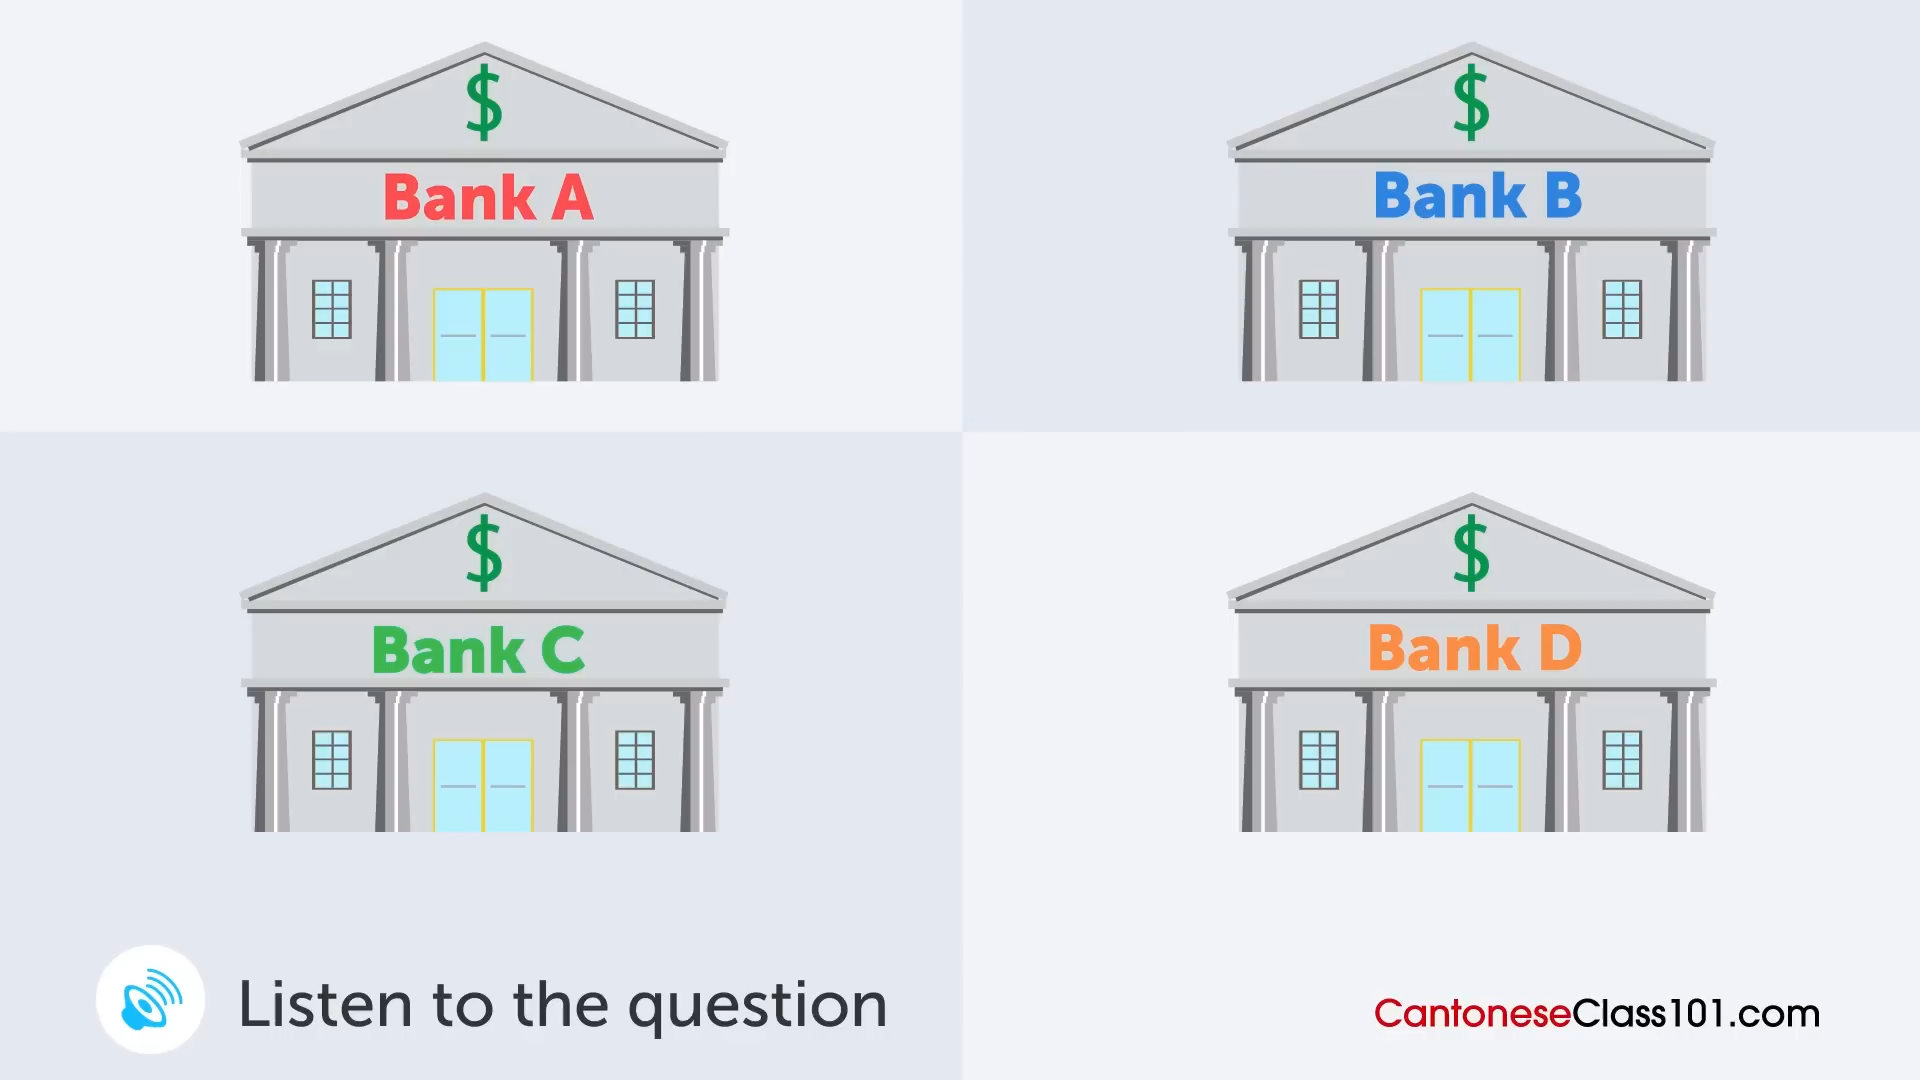 $
Bank A
$
Bank B
$
Bank C
$
Bank D
Listen to the question
CantoneseClass101.com